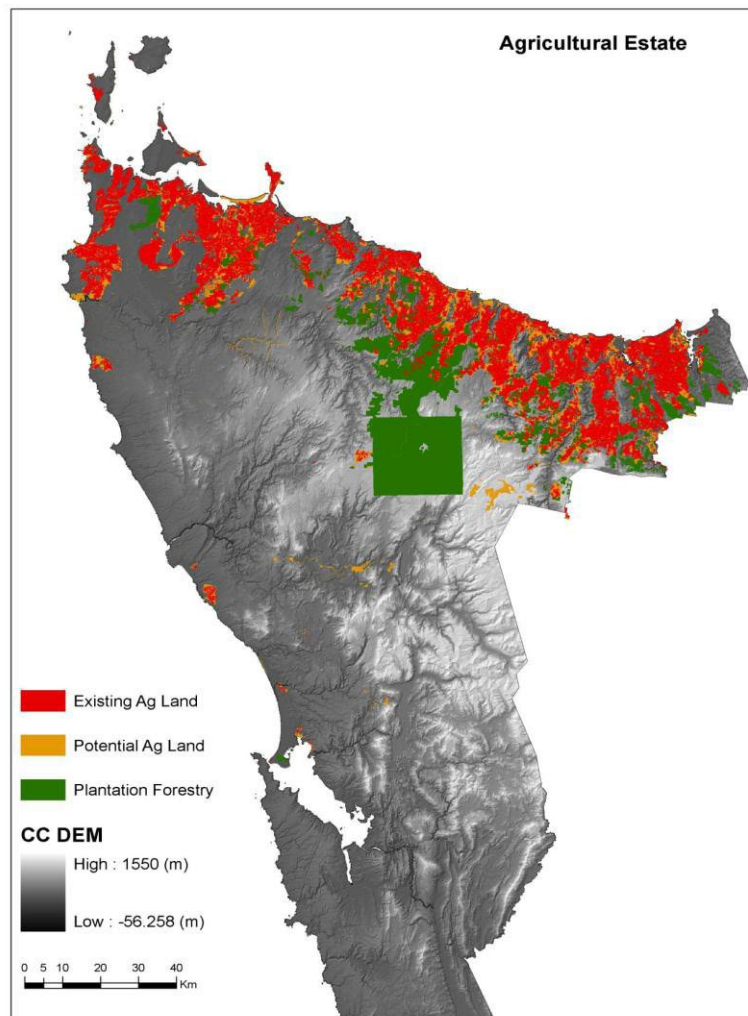 Agricultural Estate
Existing Ag Land
Potential Ag Land
Plantation Forestry
CC DEM
High : 1550 (m)
Low : -56.258 (m)
0 5 10 20 30 40
Km